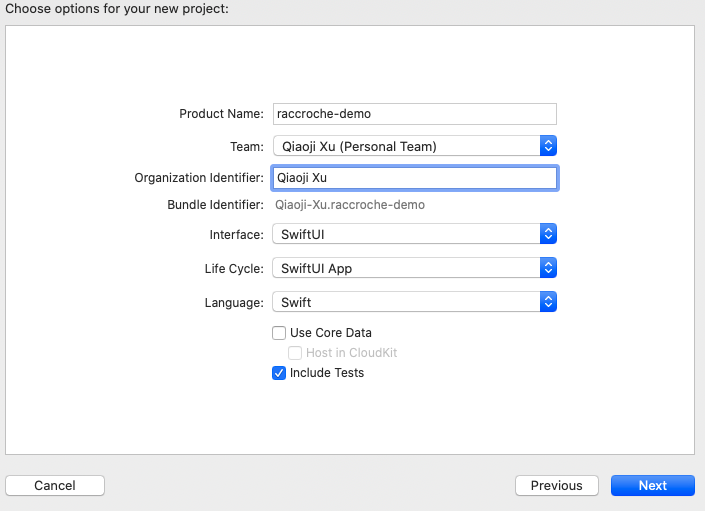 Choose options for your new project:
Product Name: raccroche-demo
Team: Qiaoji Xu (Personal Team)
Organization Identifier: Qiaoji Xu
Bundle Identifier: Qiaoji-Xu.raccroche-demo
Interface: SwiftUI
Life Cycle: SwiftUI App
Language: Swift
Use Core Data
Host in CloudKit
Include Tests
Cancel Previous Next